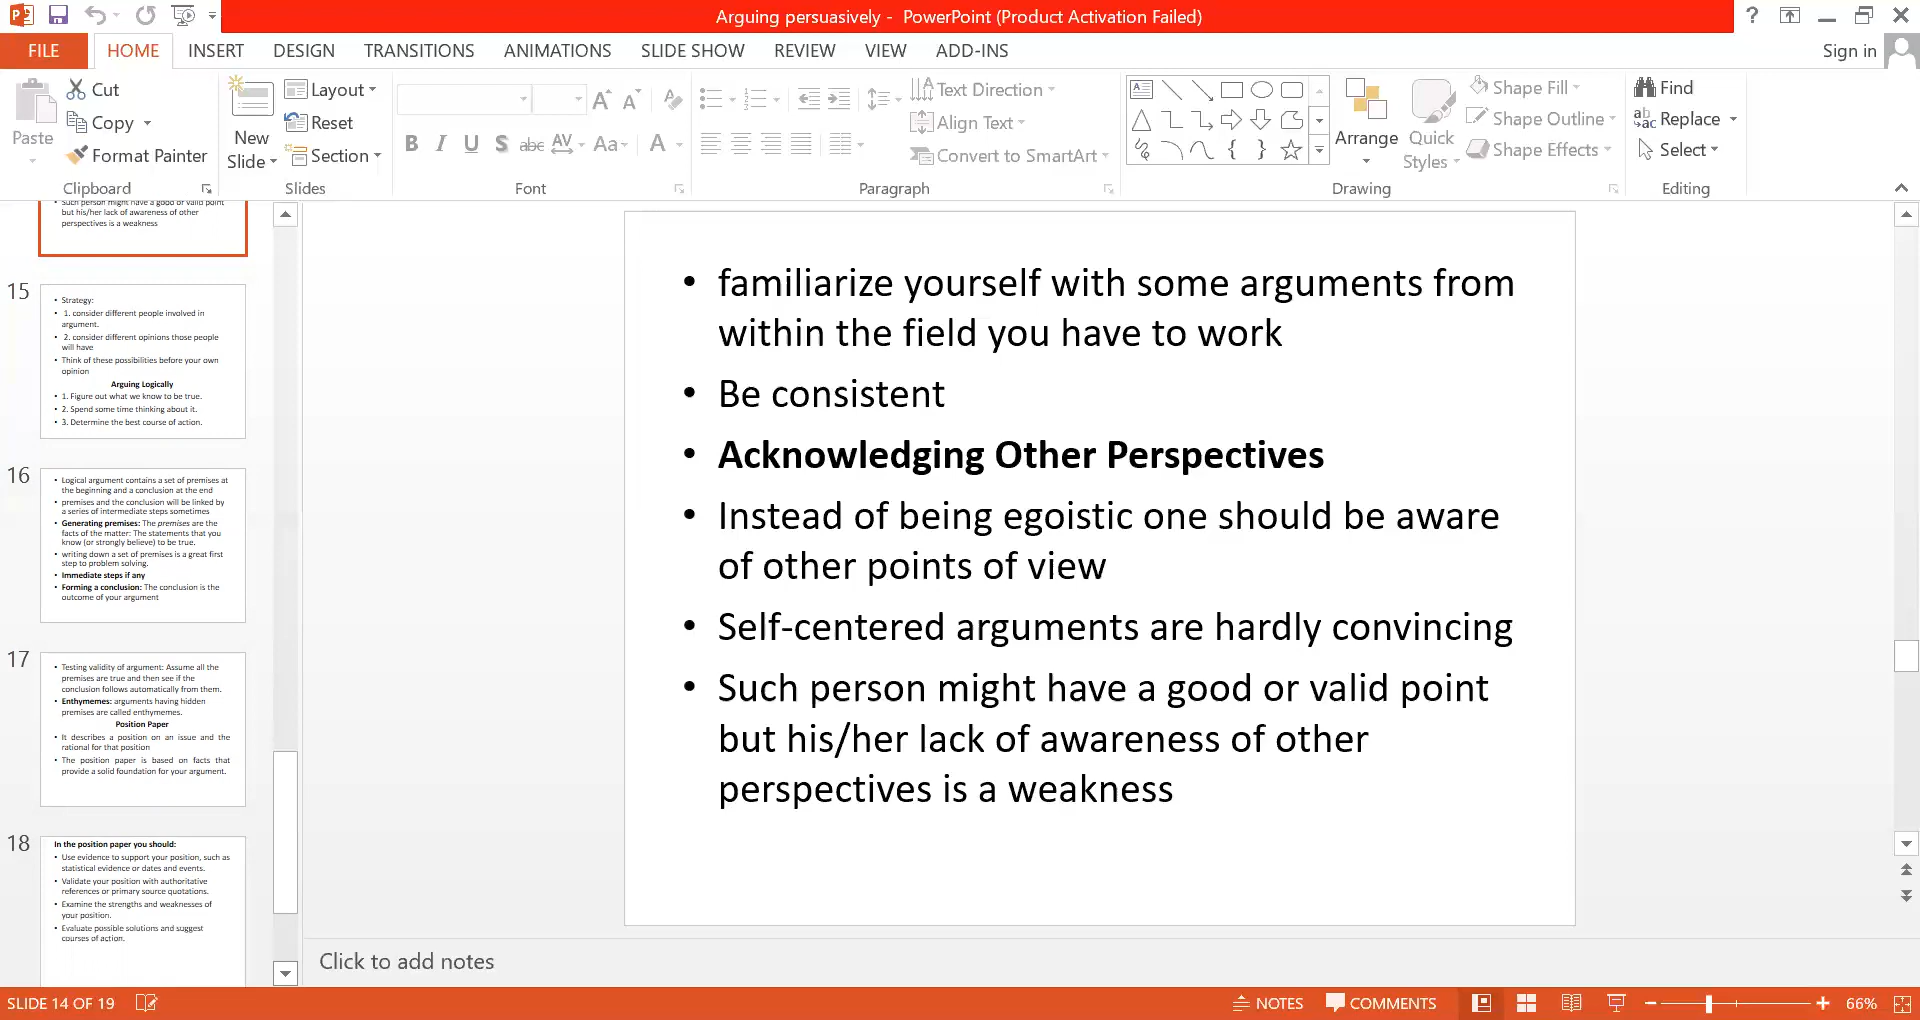 Arguing persuasively - PowerPoint (Product Activation Failed)
FILE HOME INSERT DESIGN TRANSITIONS ANIMATIONS SLIDE SHOW REVIEW VIEW ADD-INS Sign in
Paste
Cut
Copy
Format Painter
Clipboard
New
Slide
Layout
Reset
Section
Slides
Font
Text Direction
Align Text
Convert to SmartArt
Paragraph
Arrange
Quick
Styles
Shape Fill
Shape Outline
Shape Effects
Drawing
Find
Replace
Select
Editing
• Such person might have a good or valid point
but his/her lack of awareness of other
perspectives is a weakness
15
• Strategy:
• 1. consider different people involved in
argument.
• 2. consider different opinions those people
will have
• Think of these possibilities before your own
opinion
Arguing Logically
• 1. Figure out what we know to be true.
• 2. Spend some time thinking about it.
• 3. Determine the best course of action.
16
• Logical argument contains a set of premises at
the beginning and a conclusion at the end
• premises and the conclusion will be linked by
a series of intermediate steps sometimes
• Generating premises: The premises are the
facts of the matter: The statements that you
know (or strongly believe) to be true.
• writing down a set of premises is a great first
step to problem solving.
• Immediate steps if any
• Forming a conclusion: The conclusion is the
outcome of your argument
17
• Testing validity of argument: Assume all the
premises are true and then see if the
conclusion follows automatically from them.
• Enthymemes: arguments having hidden
premises are called enthymemes.
Position Paper
• It describes a position on an issue and the
rational for that position
• The position paper is based on facts that
provide a solid foundation for your argument.
18
In the position paper you should:
• Use evidence to support your position, such as
statistical evidence or dates and events.
• Validate your position with authoritative
references or primary source quotations.
• Examine the strengths and weaknesses of
your position.
• Evaluate possible solutions and suggest
courses of action.
• familiarize yourself with some arguments from
within the field you have to work
• Be consistent
• Acknowledging Other Perspectives
• Instead of being egoistic one should be aware
of other points of view
• Self-centered arguments are hardly convincing
• Such person might have a good or valid point
but his/her lack of awareness of other
perspectives is a weakness
Click to add notes
SLIDE 14 OF 19 NOTES COMMENTS 66%